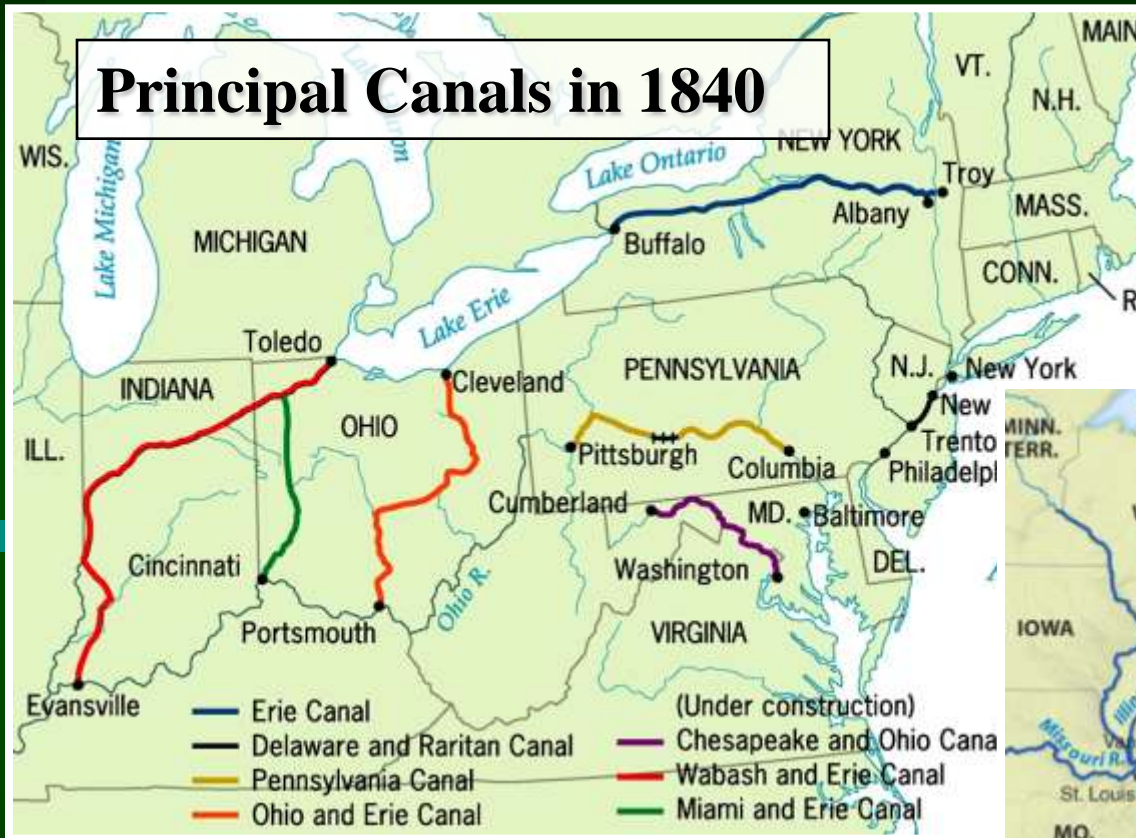 Principal Canals in 1840
MAIN
VT.
N.H.
WIS.
Lake Michigan
Lake Ontario
NEW YORK
Troy
Albany
MASS.
MICHIGAN
Buffalo
CONN.
R
Lake Erie
Toledo
INDIANA
Cleveland
PENNSYLVANIA
N.J.
New York
New
OHIO
ILL.
Pittsburgh
Columbia
Trento
Philadelph
Cumberland
MD.
Baltimore
Cincinnati
Washington
DEL.
Ohio R.
Portsmouth
VIRGINIA
Evansville
Erie Canal
Delaware and Raritan Canal
Pennsylvania Canal
Ohio and Erie Canal
(Under construction)
Chesapeake and Ohio Cana
Wabash and Erie Canal
Miami and Erie Canal
MINN.
TERR.
IOWA
Missouri R.
St. Louis
MO.